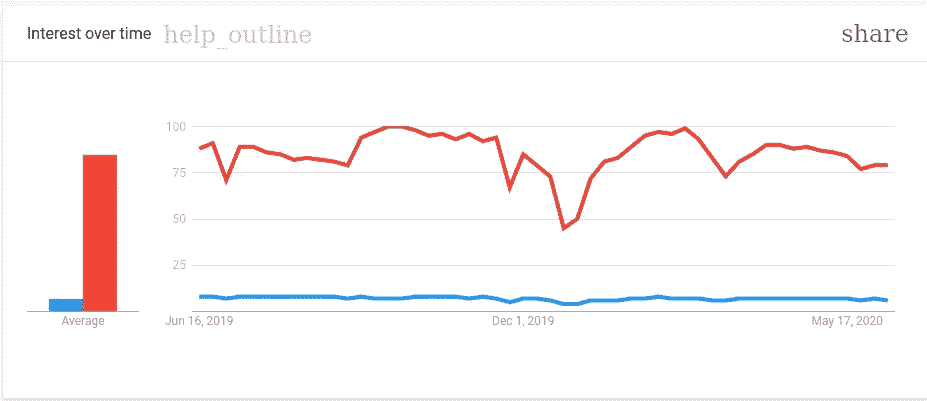 Interest over time help_outline share
100
75
50
25
Average Jun 16, 2019 Dec 1, 2019 May 17, 2020